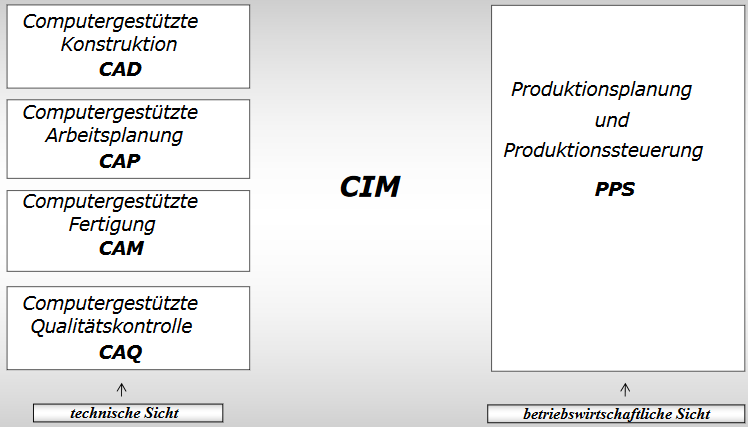 Computergestützte
Konstruktion
CAD
Computergestützte
Arbeitsplanung
CAP
Computergestützte
Fertigung
CAM
Computergestützte
Qualitätskontrolle
CAQ
technische Sicht
CIM
Produktionsplanung
und
Produktionssteuerung
PPS
betriebswirtschaftliche Sicht